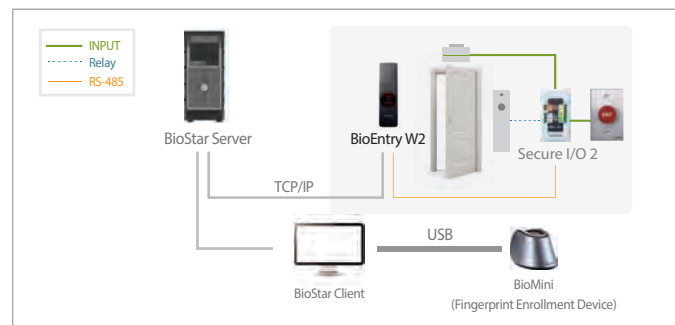 INPUT
Relay
RS-485
BioStar Server
BioEntry W2
Secure I/O 2
EXIT
TCP/IP
USB
BioStar Client
BioMini
(Fingerprint Enrollment Device)